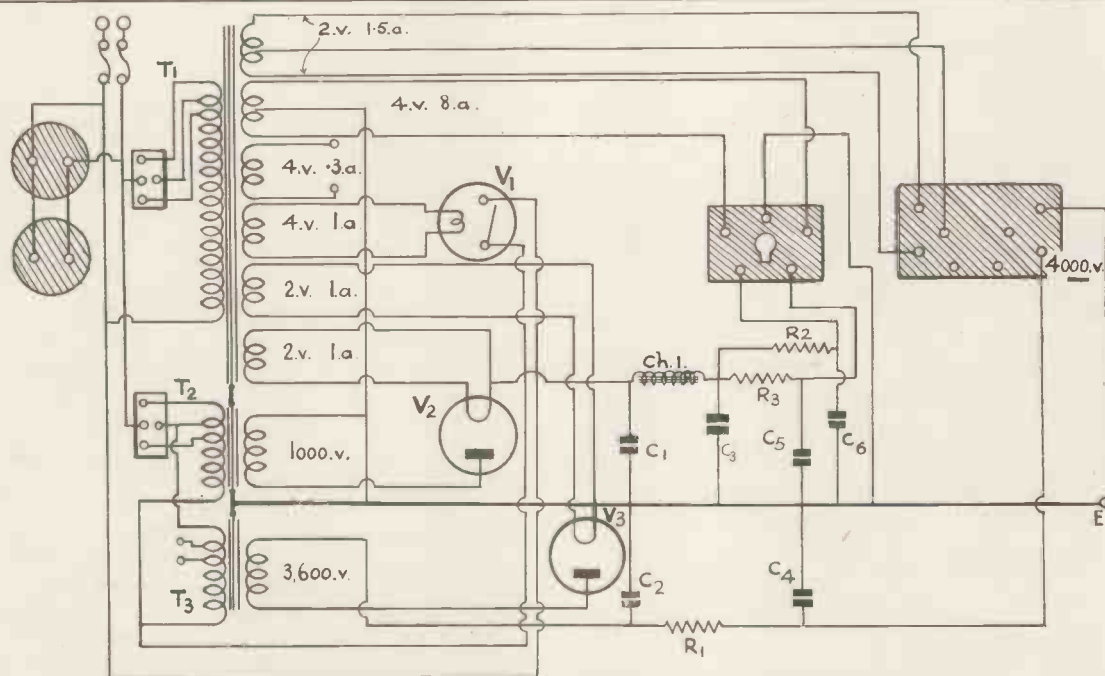 2.v. 1·5.a.
T1
4.v. 8.a.
4.v. ·3.a.
V1
4.v. 1.a.
4000.v.
2.v. 1.a.
R2
2.v. 1.a.
Ch.1.
T2
V2
R3
1000.v.
C1
C3
C5
C6
V3
E
3,600.v.
C2
C4
T3
R1